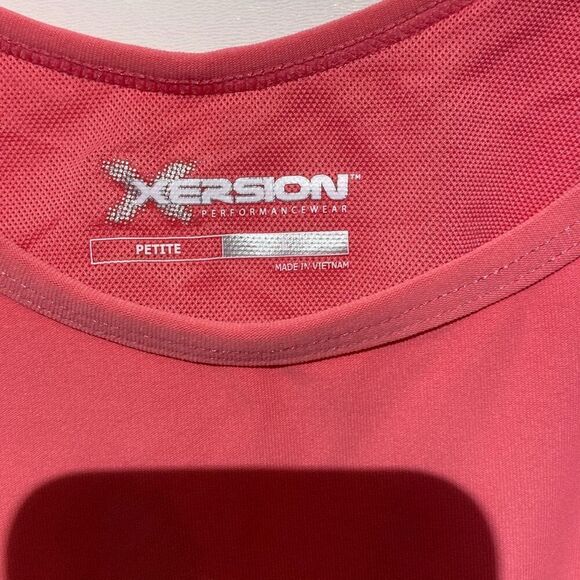 XERSION™
PERFORMANCEWEAR
PETITE
MADE IN VIETNAM